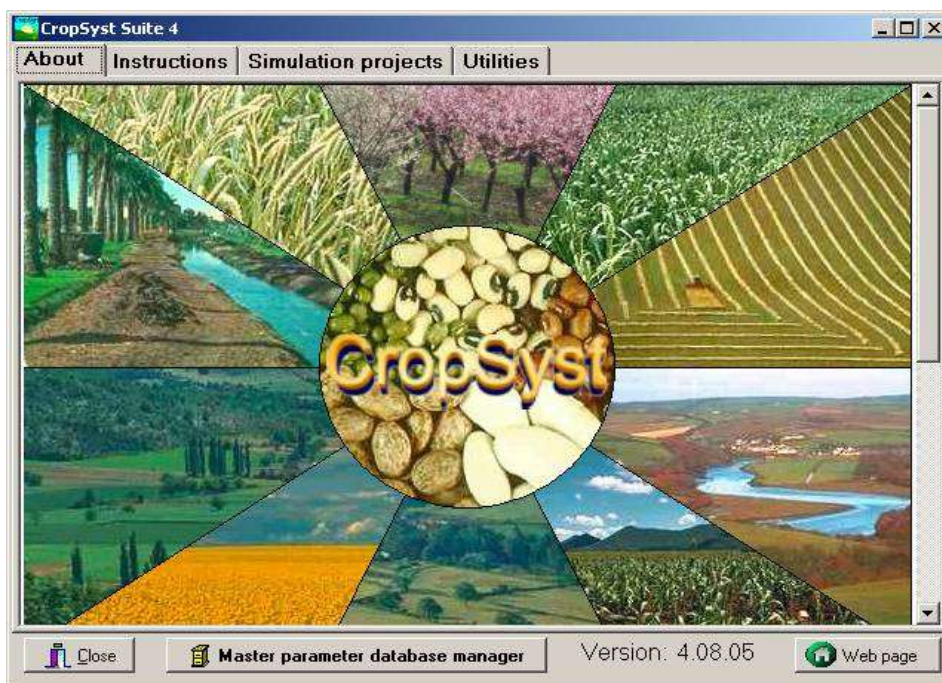 CropSyst Suite 4
About Instructions Simulation projects Utilities
CropSyst
Close Master parameter database manager Version: 4.08.05 Web page